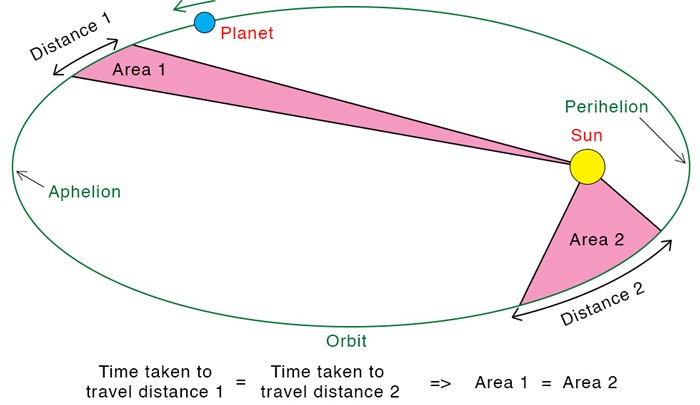 Distance 1
Planet
Area 1
Perihelion
Sun
Aphelion
Area 2
Distance 2
Orbit
Time taken to
travel distance 1
=
Time taken to
travel distance 2
=> Area 1 = Area 2